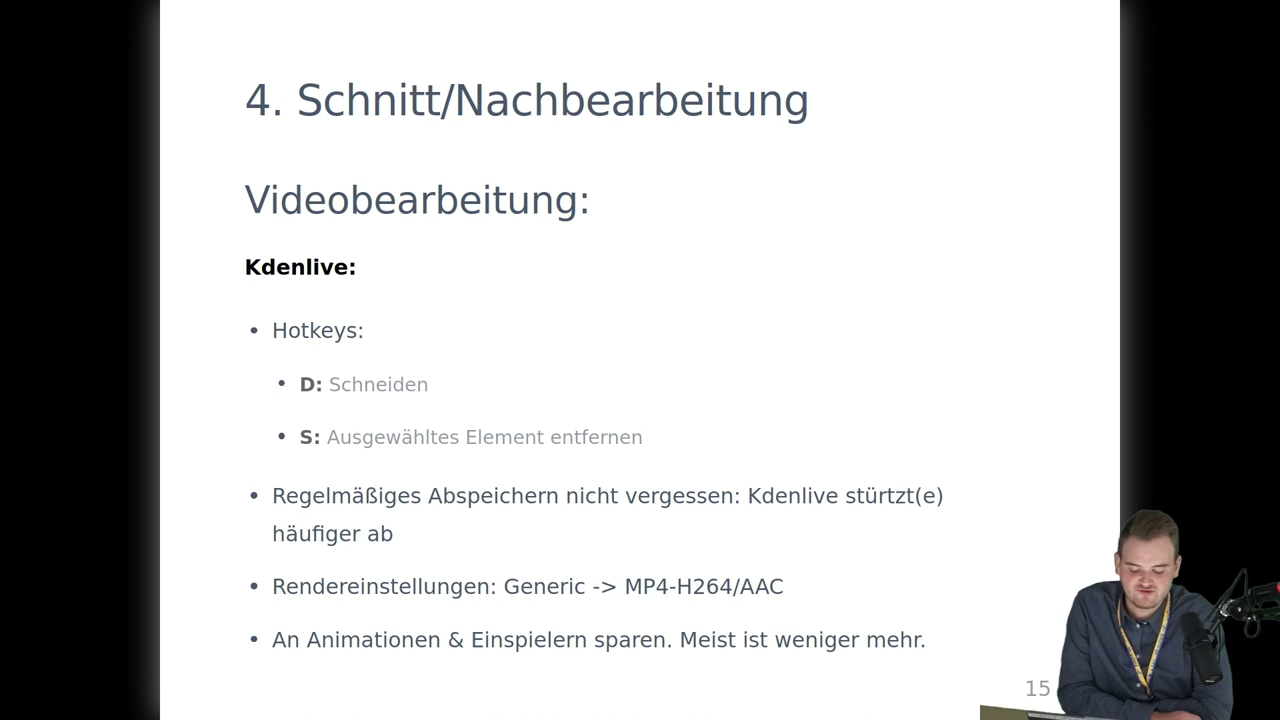 4. Schnitt/Nachbearbeitung
Videobearbeitung:
Kdenlive:
• Hotkeys:
• D: Schneiden
• S: Ausgewähltes Element entfernen
• Regelmäßiges Abspeichern nicht vergessen: Kdenlive stürtzt(e)
häufiger ab
• Rendereinstellungen: Generic -> MP4-H264/AAC
• An Animationen & Einspielern sparen. Meist ist weniger mehr.
15